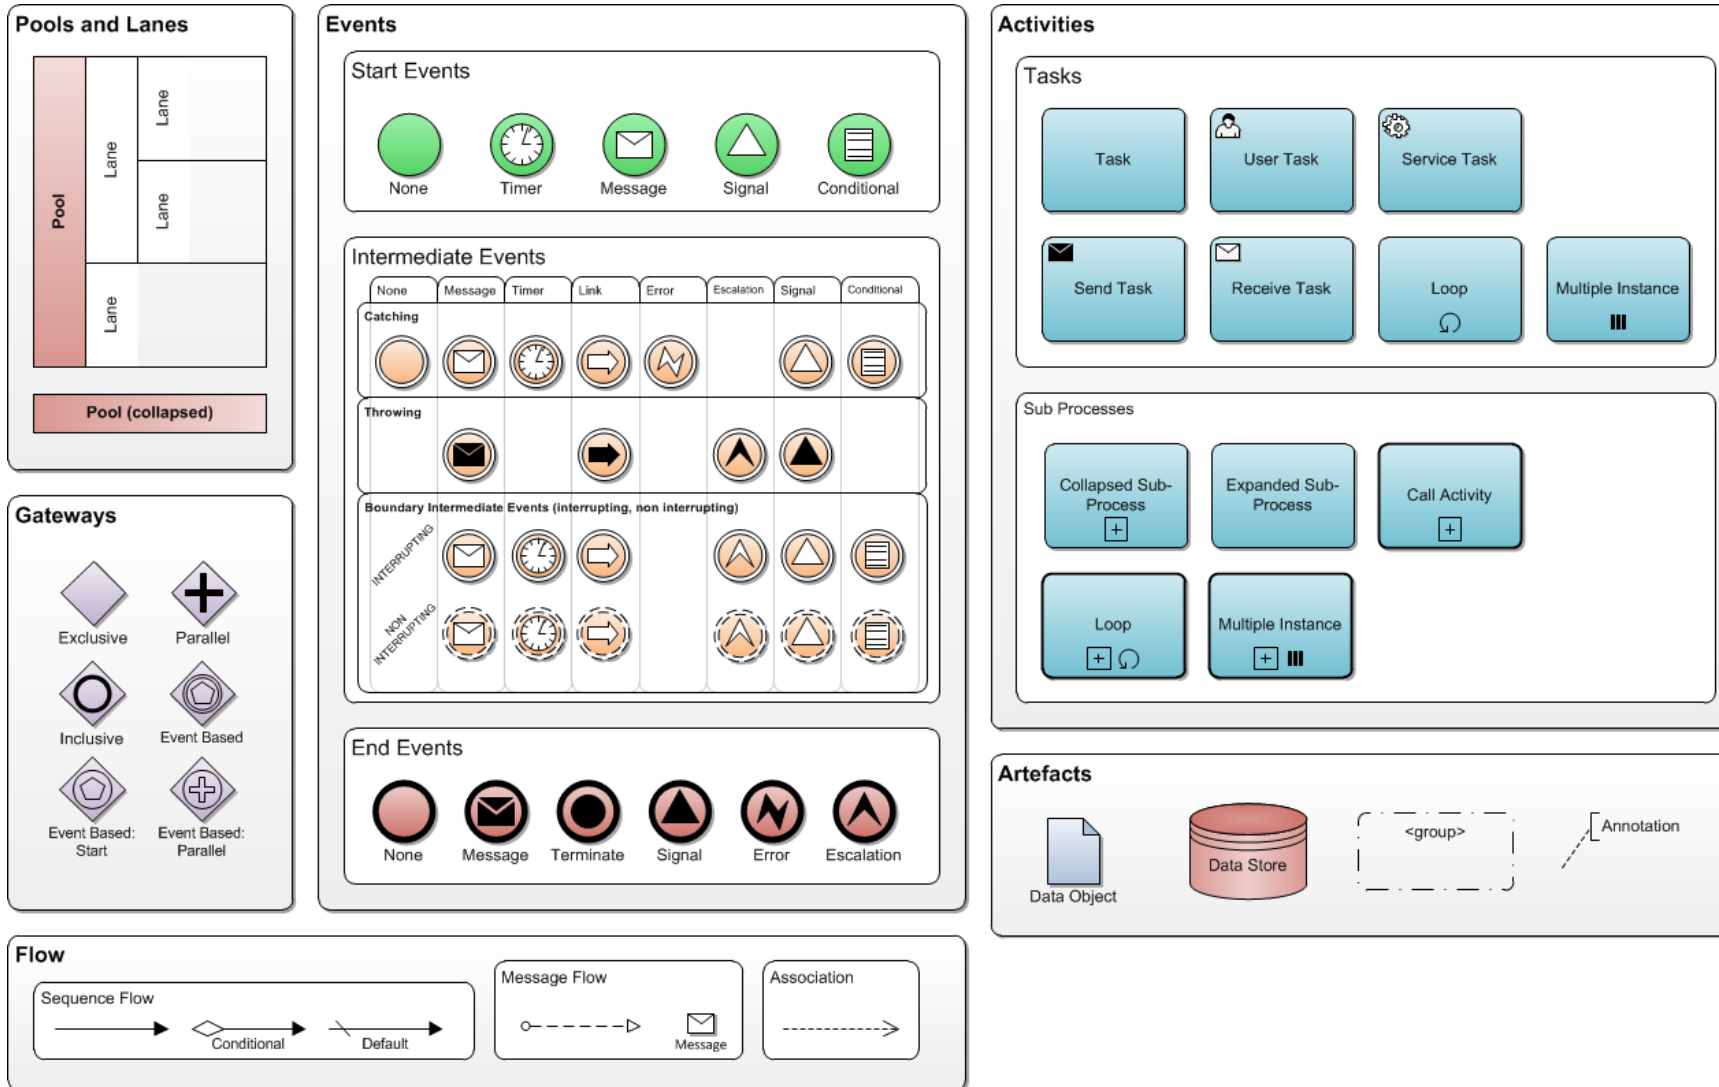 Pools and Lanes
Pool
Lane
Lane
Lane
Lane
Pool (collapsed)
Gateways
Exclusive
Parallel
Inclusive
Event Based
Event Based:
Start
Event Based:
Parallel
Events
Start Events
None
Timer
Message
Signal
Conditional
Intermediate Events
None
Message
Timer
Link
Error
Escalation
Signal
Conditional
Catching
Throwing
Boundary Intermediate Events (interrupting, non interrupting)
INTERRUPTING
NON
INTERRUPTING
End Events
None
Message
Terminate
Signal
Error
Escalation
Activities
Tasks
Task
User Task
Service Task
Send Task
Receive Task
Loop
Multiple Instance
Sub Processes
Collapsed Sub-
Process
Expanded Sub-
Process
Call Activity
Loop
Multiple Instance
Artefacts
Data Object
Data Store
<group>
Annotation
Flow
Sequence Flow
Conditional
Default
Message Flow
Message
Association